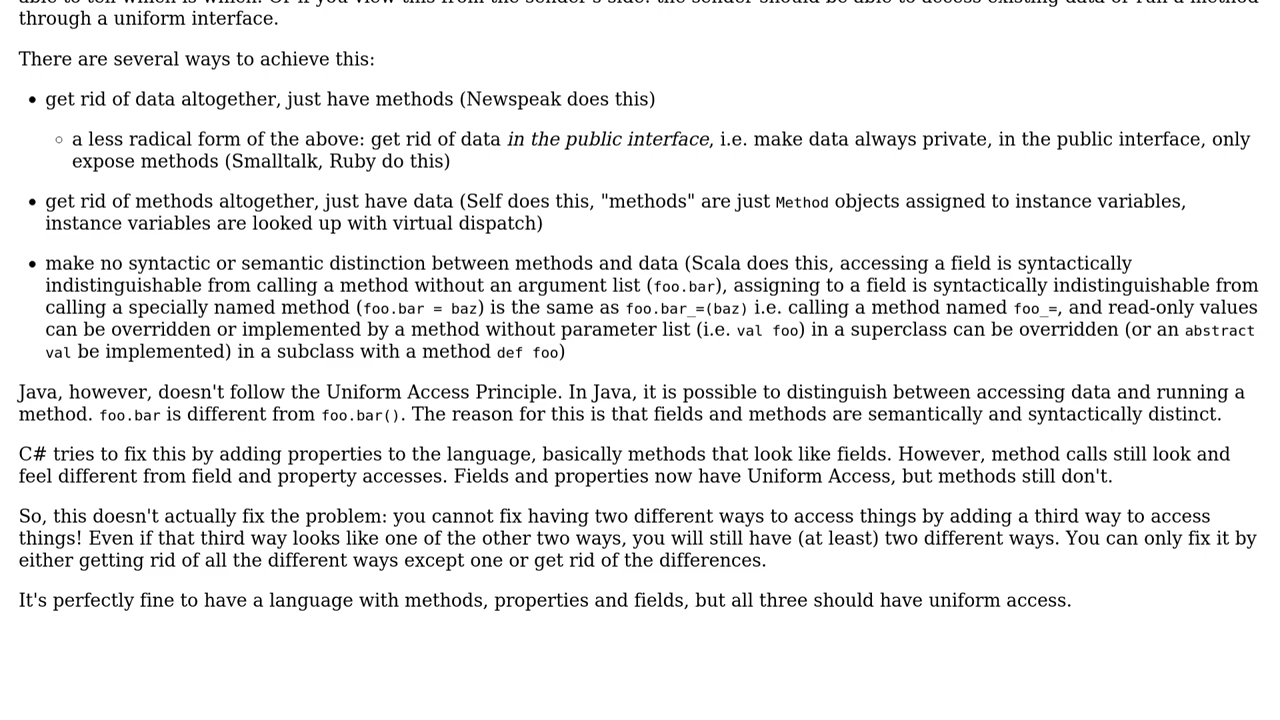 through a uniform interface.
There are several ways to achieve this:
• get rid of data altogether, just have methods (Newspeak does this)
◦ a less radical form of the above: get rid of data in the public interface, i.e. make data always private, in the public interface, only
expose methods (Smalltalk, Ruby do this)
• get rid of methods altogether, just have data (Self does this, "methods" are just Method objects assigned to instance variables,
instance variables are looked up with virtual dispatch)
• make no syntactic or semantic distinction between methods and data (Scala does this, accessing a field is syntactically
indistinguishable from calling a method without an argument list (foo.bar), assigning to a field is syntactically indistinguishable from
calling a specially named method (foo.bar = baz) is the same as foo.bar_=(baz) i.e. calling a method named foo_=, and read-only values
can be overridden or implemented by a method without parameter list (i.e. val foo) in a superclass can be overridden (or an abstract
val be implemented) in a subclass with a method def foo)
Java, however, doesn't follow the Uniform Access Principle. In Java, it is possible to distinguish between accessing data and running a
method. foo.bar is different from foo.bar(). The reason for this is that fields and methods are semantically and syntactically distinct.
C# tries to fix this by adding properties to the language, basically methods that look like fields. However, method calls still look and
feel different from field and property accesses. Fields and properties now have Uniform Access, but methods still don't.
So, this doesn't actually fix the problem: you cannot fix having two different ways to access things by adding a third way to access
things! Even if that third way looks like one of the other two ways, you will still have (at least) two different ways. You can only fix it by
either getting rid of all the different ways except one or get rid of the differences.
It's perfectly fine to have a language with methods, properties and fields, but all three should have uniform access.